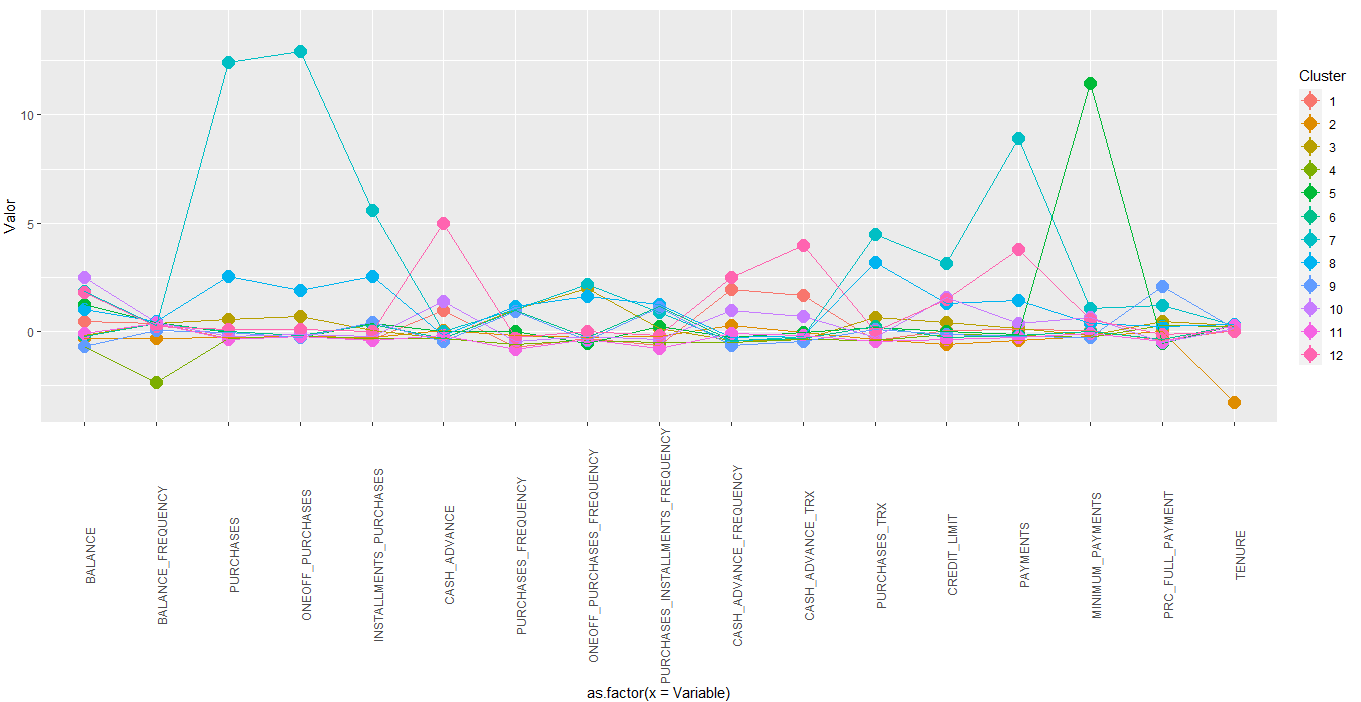 Valor
10
5
0
BALANCE
BALANCE_FREQUENCY
PURCHASES
ONEOFF_PURCHASES
INSTALLMENTS_PURCHASES
CASH_ADVANCE
PURCHASES_FREQUENCY
ONEOFF_PURCHASES_FREQUENCY
PURCHASES_INSTALLMENTS_FREQUENCY
CASH_ADVANCE_FREQUENCY
CASH_ADVANCE_TRX
PURCHASES_TRX
CREDIT_LIMIT
PAYMENTS
MINIMUM_PAYMENTS
PRC_FULL_PAYMENT
TENURE
as.factor(x = Variable)
Cluster
1
2
3
4
5
6
7
8
9
10
11
12